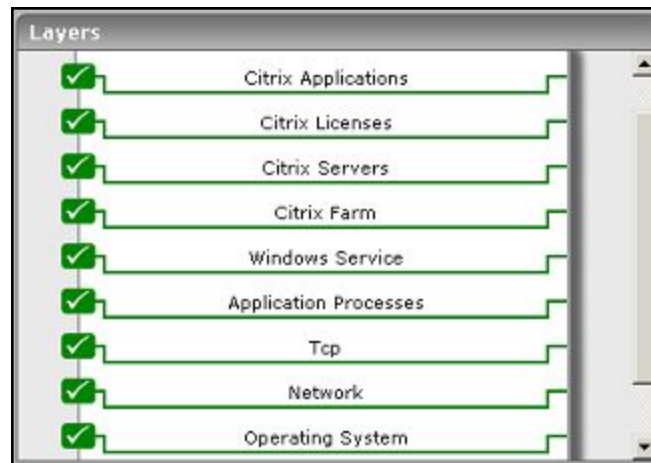 Layers
Citrix Applications
Citrix Licenses
Citrix Servers
Citrix Farm
Windows Service
Application Processes
Tcp
Network
Operating System